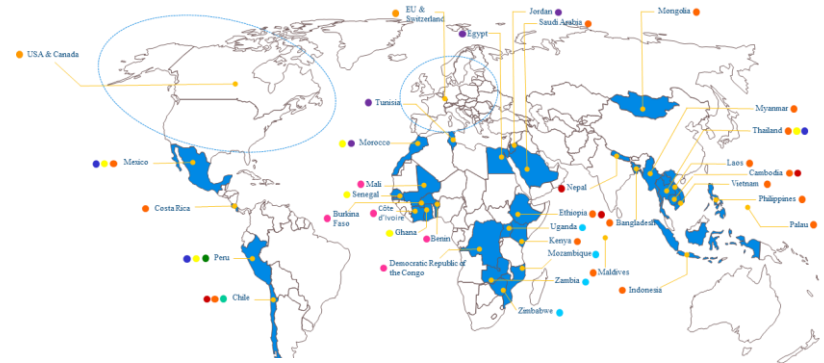 EU &
Switzerland
Jordan
Saudi Arabia
Mongolia
Egypt
USA & Canada
Tunisia
Myanmar
Thailand
Morocco
Mexico
Laos
Cambodia
Mali
Nepal
Senegal
Vietnam
Philippines
Costa Rica
Burkina
Faso
Côte
d'ivoire
Ethiopia
Bangladesh
Palau
Uganda
Ghana
Benin
Kenya
Mozambique
Peru
Democratic Republic of
the Congo
Maldives
Zambia
Indonesia
Chile
Zimbabwe